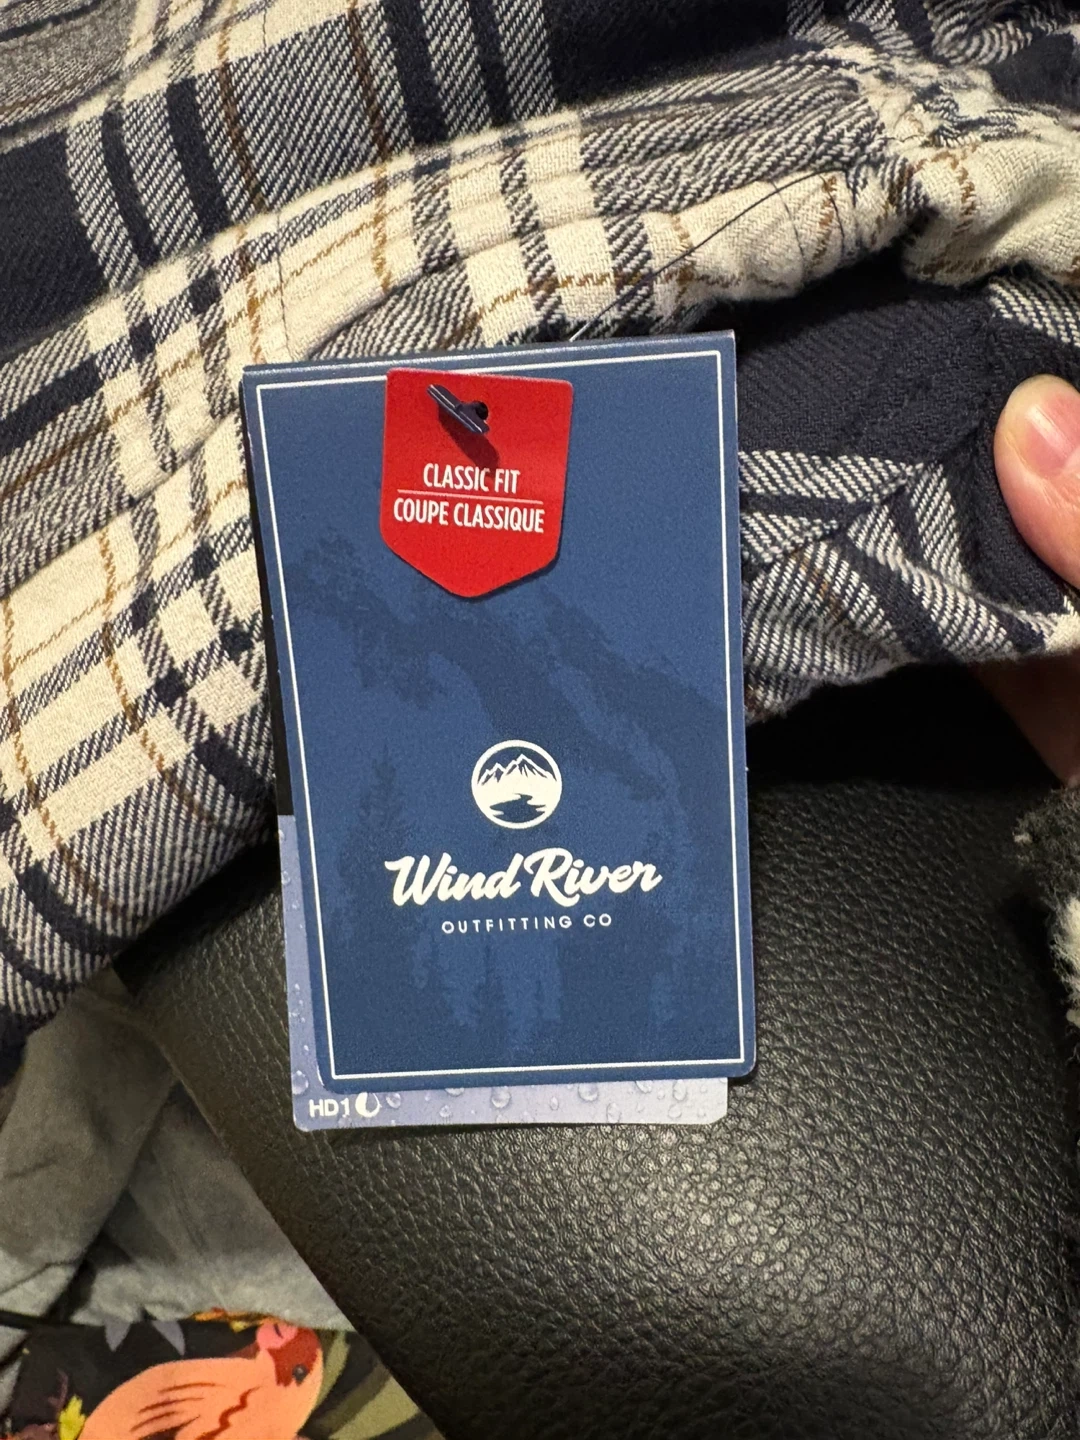 CLASSIC FIT
COUPE CLASSIQUE
Wind River
OUTFITTING CO
HD1